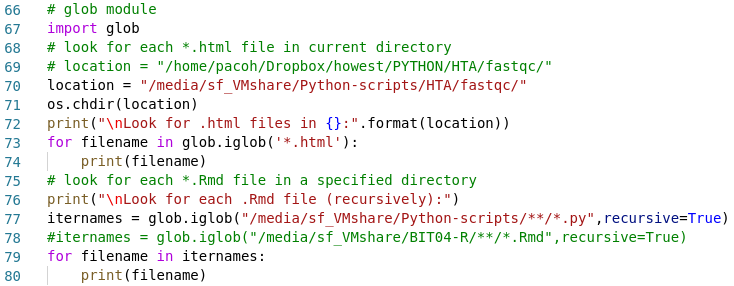 66 # glob module
67 import glob
68 # look for each *.html file in current directory
69 # location = "/home/pacoh/Dropbox/howest/PYTHON/HTA/fastqc/"
70 location = "/media/sf_VMshare/Python-scripts/HTA/fastqc/"
71 os.chdir(location)
72 print("\nLook for .html files in {}:".format(location))
73 for filename in glob.iglob('*.html'):
74     print(filename)
75 # look for each *.Rmd file in a specified directory
76 print("\nLook for each .Rmd file (recursively):")
77 iternames = glob.iglob("/media/sf_VMshare/Python-scripts/**/*.py",recursive=True)
78 #iternames = glob.iglob("/media/sf_VMshare/BIT04-R/**/*.Rmd",recursive=True)
79 for filename in iternames:
80     print(filename)